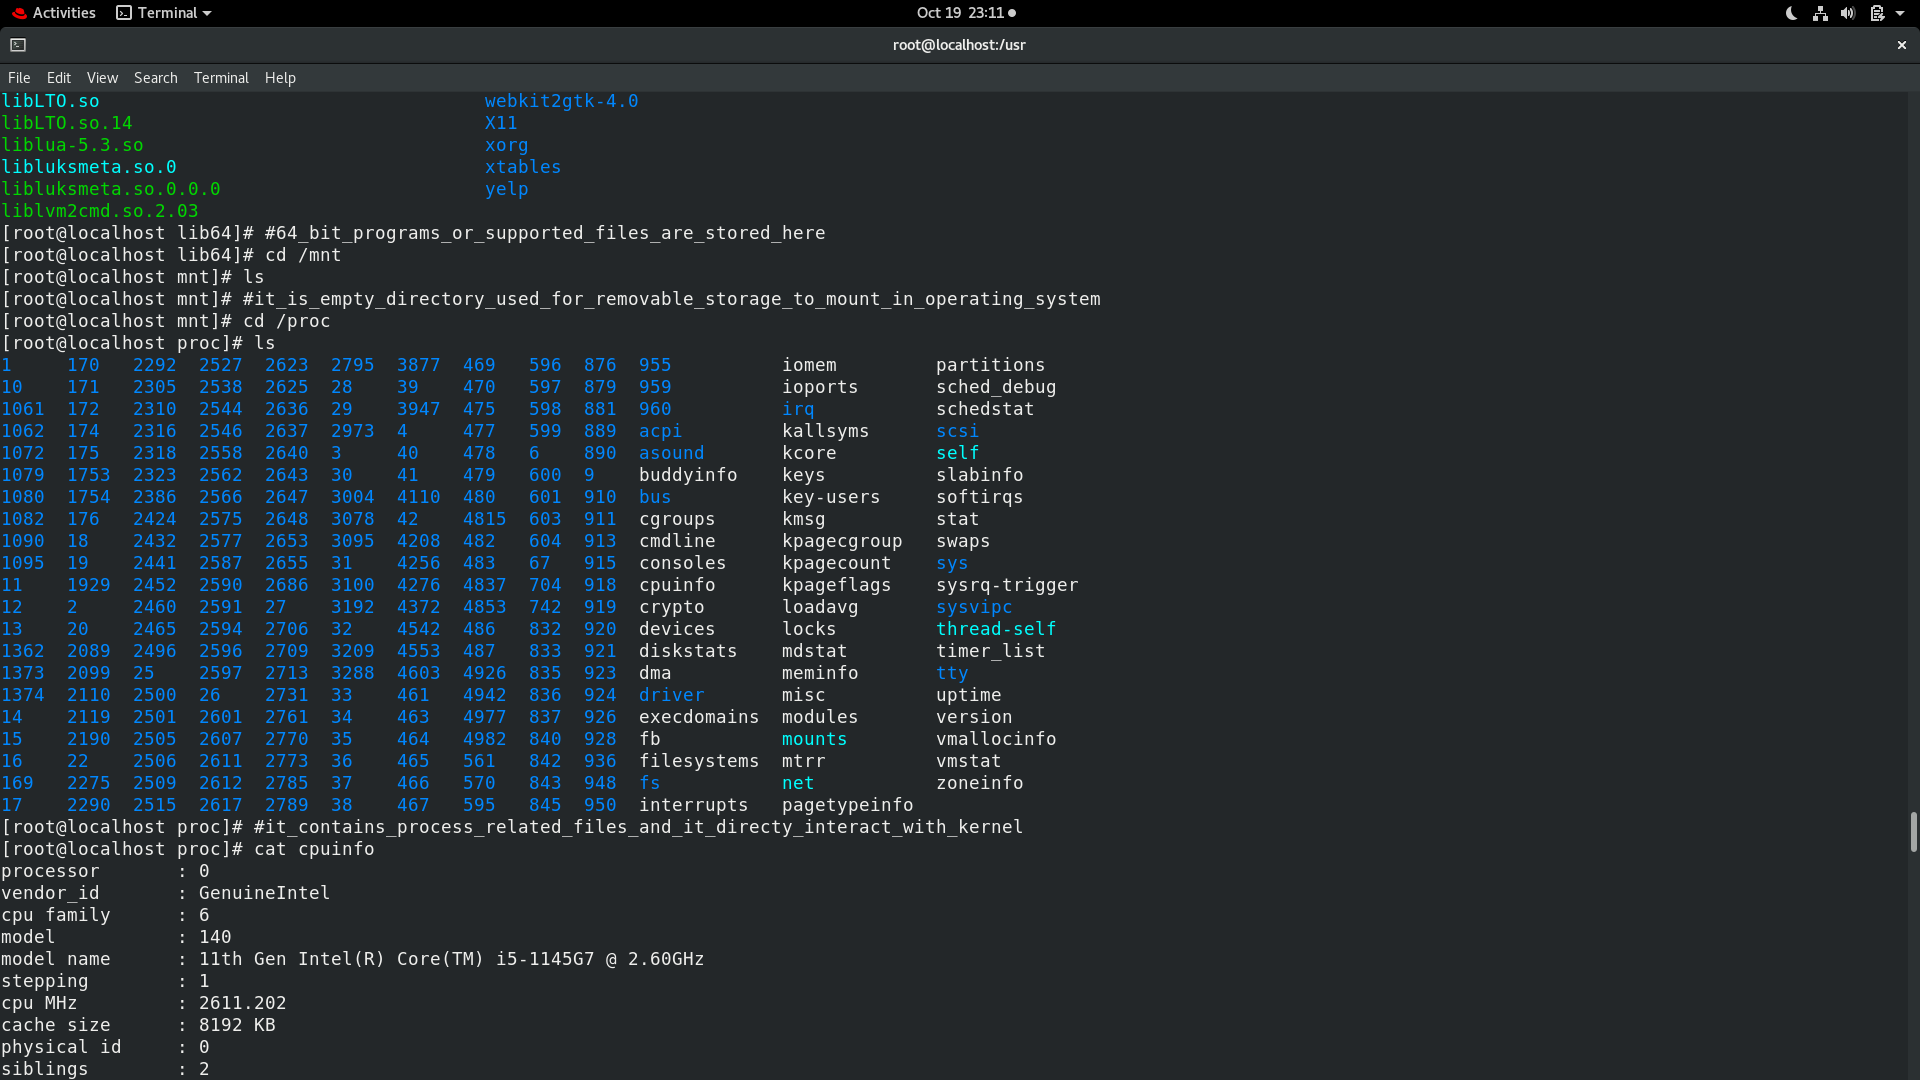 Activities Terminal Oct 19 23:11
root@localhost:/usr ×
File Edit View Search Terminal Help
libLTO.so webkit2gtk-4.0
libLTO.so.14 X11
liblua-5.3.so xorg
libluksmeta.so.0 xtables
libluksmeta.so.0.0.0 yelp
liblvm2cmd.so.2.03
[root@localhost lib64]# #64_bit_programs_or_supported_files_are_stored_here
[root@localhost lib64]# cd /mnt
[root@localhost mnt]# ls
[root@localhost mnt]# #it_is_empty_directory_used_for_removable_storage_to_mount_in_operating_system
[root@localhost mnt]# cd /proc
[root@localhost proc]# ls
1 170 2292 2527 2623 2795 3877 469 596 876 955 iomem partitions
10 171 2305 2538 2625 28 39 470 597 879 959 ioports sched_debug
1061 172 2310 2544 2636 29 3947 475 598 881 960 irq schedstat
1062 174 2316 2546 2637 2973 4 477 599 889 acpi kallsyms scsi
1072 175 2318 2558 2640 3 40 478 6 890 asound kcore self
1079 1753 2323 2562 2643 30 41 479 600 9 buddyinfo keys slabinfo
1080 1754 2386 2566 2647 3004 4110 480 601 910 bus key-users softirqs
1082 176 2424 2575 2648 3078 42 4815 603 911 cgroups kmsg stat
1090 18 2432 2577 2653 3095 4208 482 604 913 cmdline kpagecgroup swaps
1095 19 2441 2587 2655 31 4256 483 67 915 consoles kpagecount sys
11 1929 2452 2590 2686 3100 4276 4837 704 918 cpuinfo kpageflags sysrq-trigger
12 2 2460 2591 27 3192 4372 4853 742 919 crypto loadavg sysvipc
13 20 2465 2594 2706 32 4542 486 832 920 devices locks thread-self
1362 2089 2496 2596 2709 3209 4553 487 833 921 diskstats mdstat timer_list
1373 2099 25 2597 2713 3288 4603 4926 835 923 dma meminfo tty
1374 2110 2500 26 2731 33 461 4942 836 924 driver misc uptime
14 2119 2501 2601 2761 34 463 4977 837 926 execdomains modules version
15 2190 2505 2607 2770 35 464 4982 840 928 fb mounts vmallocinfo
16 22 2506 2611 2773 36 465 561 842 936 filesystems mtrr vmstat
169 2275 2509 2612 2785 37 466 570 843 948 fs net zoneinfo
17 2290 2515 2617 2789 38 467 595 845 950 interrupts pagetypeinfo
[root@localhost proc]# #it_contains_process_related_files_and_it_directy_interact_with_kernel
[root@localhost proc]# cat cpuinfo
processor : 0
vendor_id : GenuineIntel
cpu family : 6
model : 140
model name : 11th Gen Intel(R) Core(TM) i5-1145G7 @ 2.60GHz
stepping : 1
cpu MHz : 2611.202
cache size : 8192 KB
physical id : 0
siblings : 2